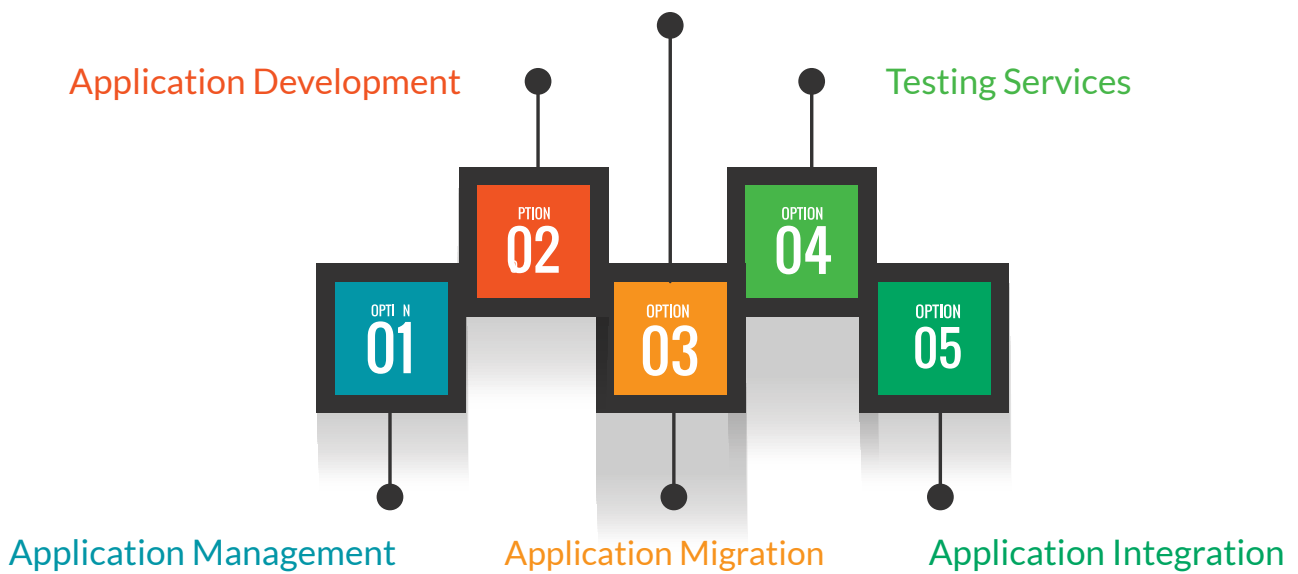 Application Development
Testing Services
PTION
02
OPTION
04
OPTI N
01
OPTION
03
OPTION
05
Application Management
Application Migration
Application Integration